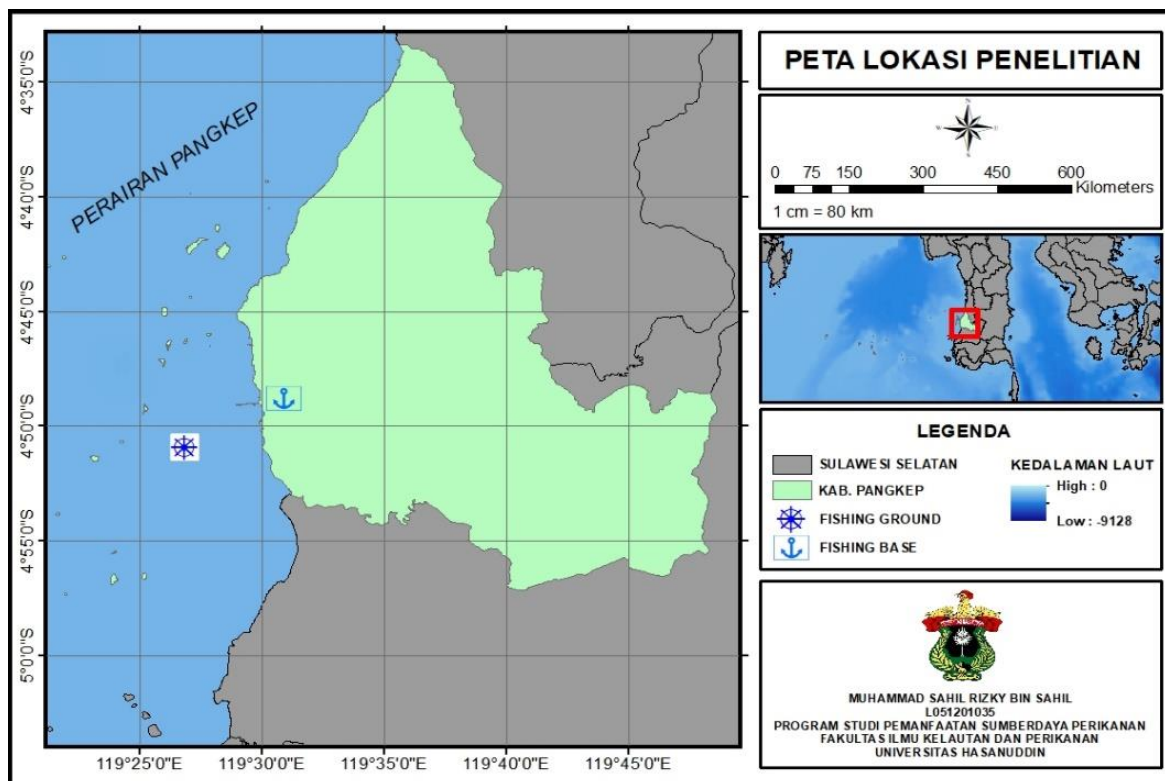 PERAIRAN PANGKEP
4°35'0"S
4°40'0"S
4°45'0"S
4°50'0"S
4°55'0"S
5°0'0"S
119°25'0"E
119°30'0"E
119°35'0"E
119°40'0"E
119°45'0"E
PETA LOKASI PENELITIAN
0 75 150 300 450 600
Kilometers
1 cm = 80 km
LEGENDA
SULAWESI SELATAN
KAB. PANGKEP
FISHING GROUND
FISHING BASE
KEDALAMAN LAUT
High : 0
Low : -9128
MUHAMMAD SAHIL RIZKY BIN SAHIL
L051201035
PROGRAM STUDI PEMANFAATAN SUMBERDAYA PERIKANAN
FAKULTAS ILMU KELAUTAN DAN PERIKANAN
UNIVERSITAS HASANUDDIN